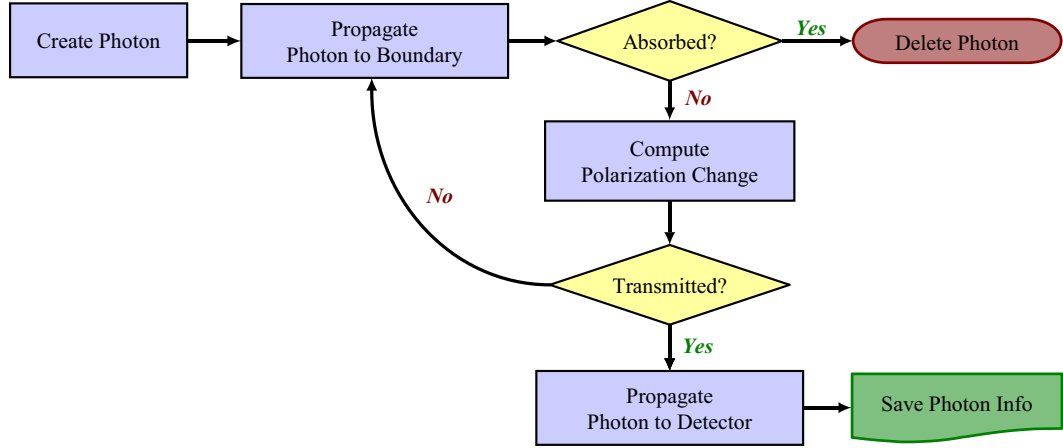 Create Photon
Propagate
Photon to Boundary
Absorbed?
Yes
Delete Photon
No
Compute
Polarization Change
No
Transmitted?
Yes
Propagate
Photon to Detector
Save Photon Info